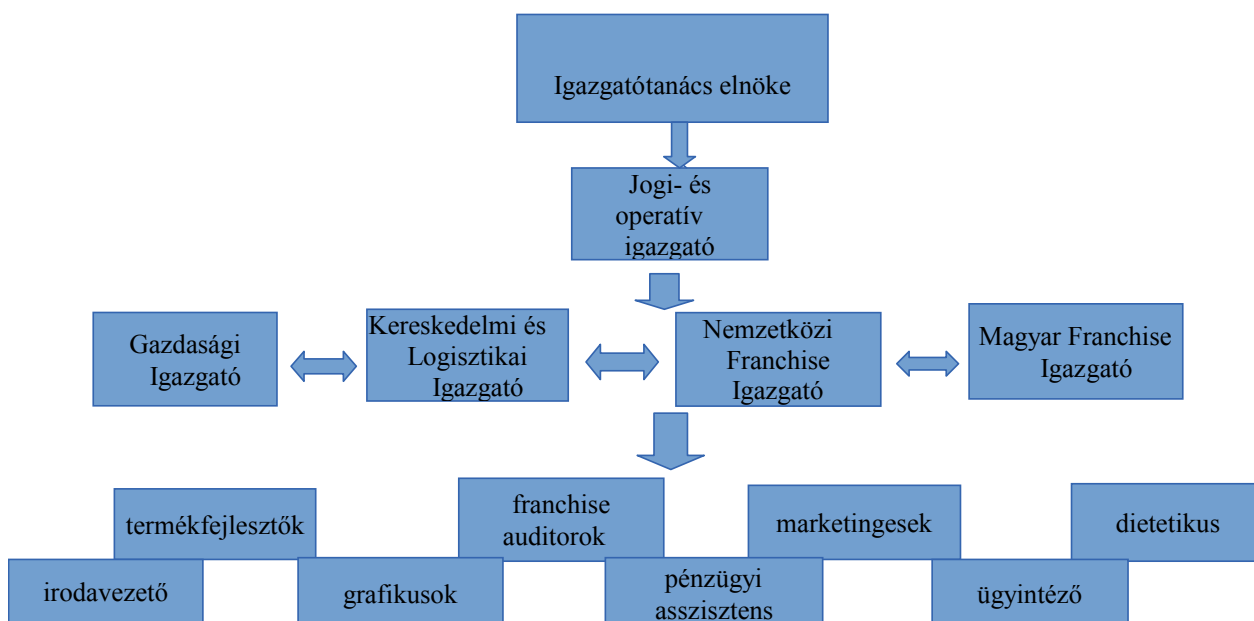 Igazgatótanács elnöke
Jogi- és
operatív
igazgató
Gazdasági
Igazgató
Kereskedelmi és
Logisztikai
Igazgató
Nemzetközi
Franchise
Igazgató
Magyar Franchise
Igazgató
termékfejlesztők
franchise
auditorok
marketingesek
dietetikus
irodavezető
grafikusok
pénzügyi
asszisztens
ügyintéző